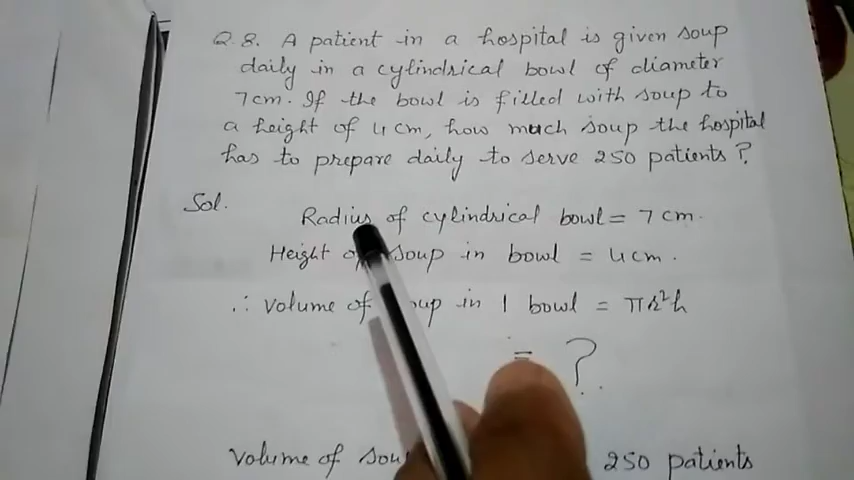 Q.8. A patient in a hospital is given soup
daily in a cylindrical bowl of diameter
7cm. If the bowl is filled with soup to
a height of 4 cm, how much soup the hospital
has to prepare daily to serve 250 patients?
Sol. Radius of cylindrical bowl = 7 cm.
Height soup in bowl = 4cm.
∴ Volume of in 1 bowl = πr²h
= ?
Volume of 250 patients